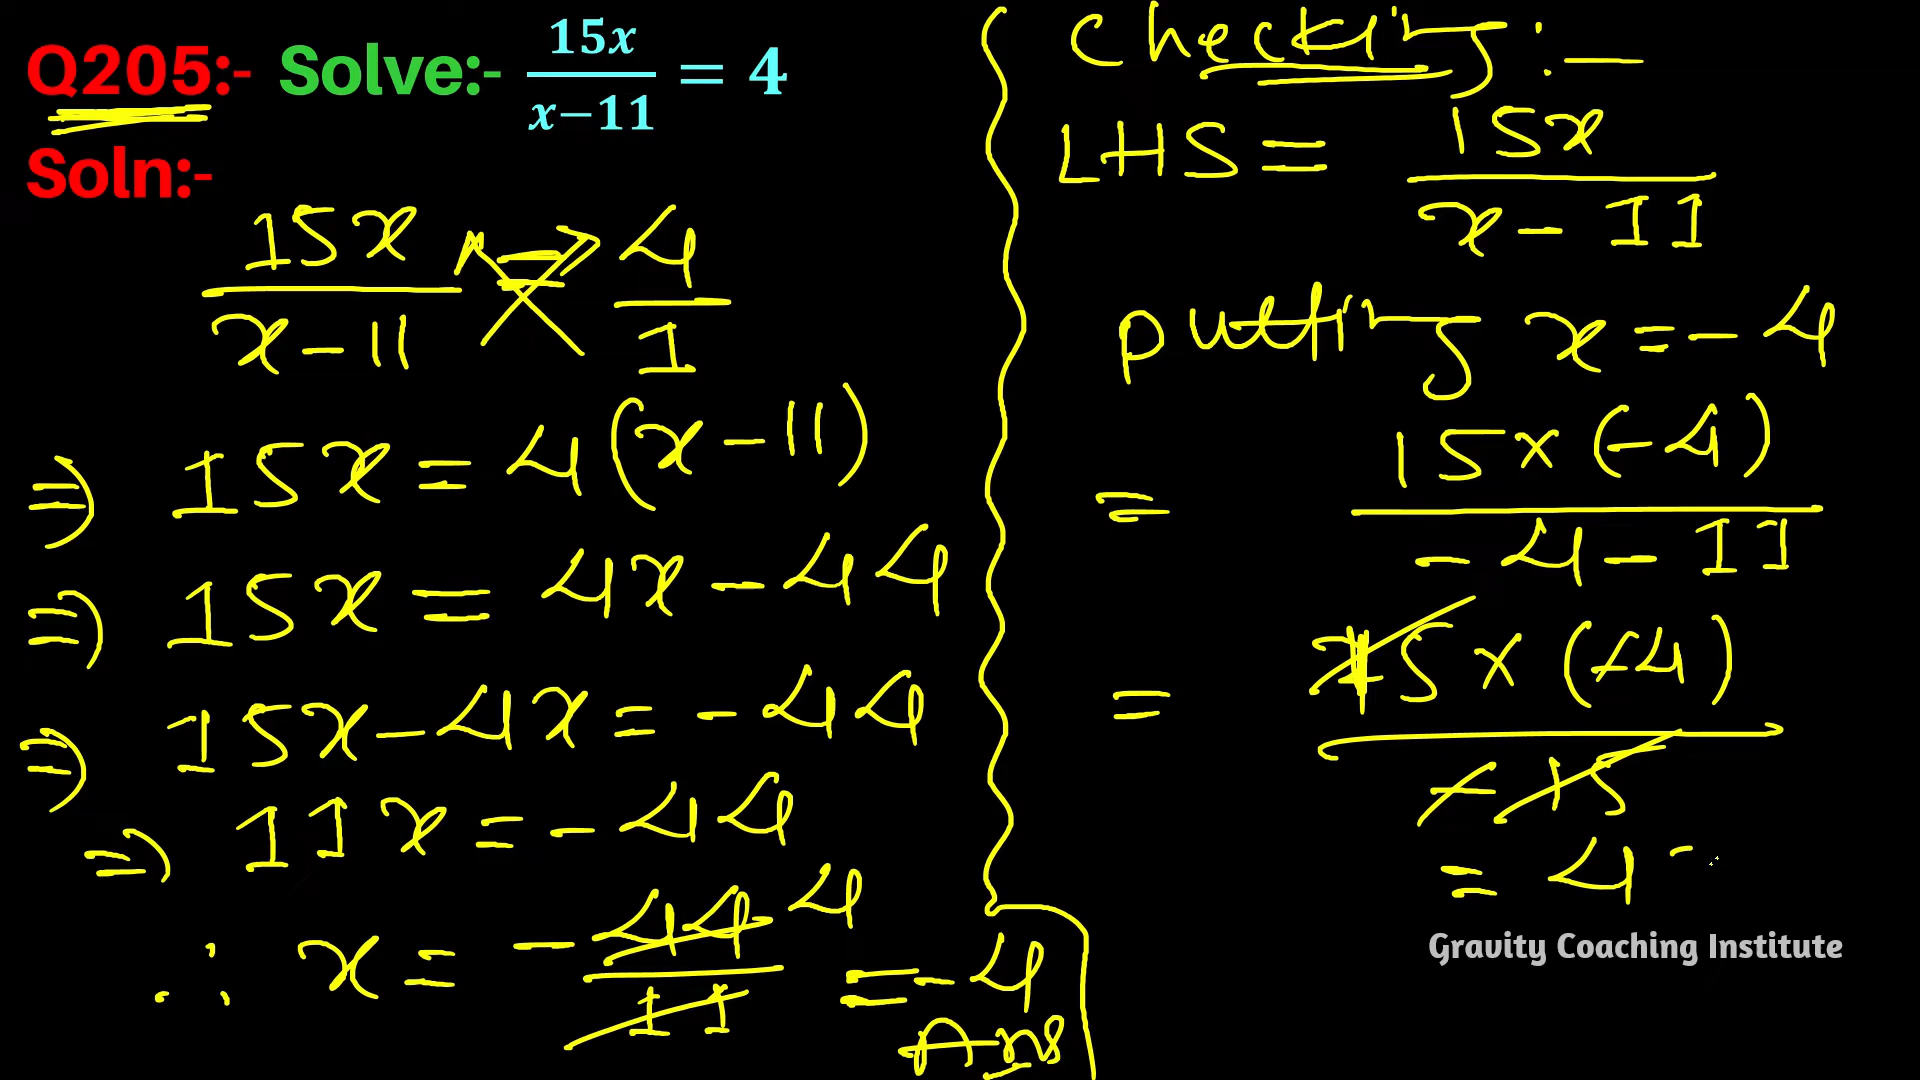 Q205:- Solve:- 15x/(x−11) = 4
Soln:-
15x/(x-11) = 4/1
⇒ 15x = 4(x-11)
⇒ 15x = 4x - 44
⇒ 15x - 4x = -44
⇒ 11x = -44
∴ x = -44/11 4 = -4
Ans
Checking:-
LHS = 15x/(x-11)
putting x = -4
= 15×(-4)/(-4-11)
= 15×(-4)/(-15)
= 4 -
Gravity Coaching Institute